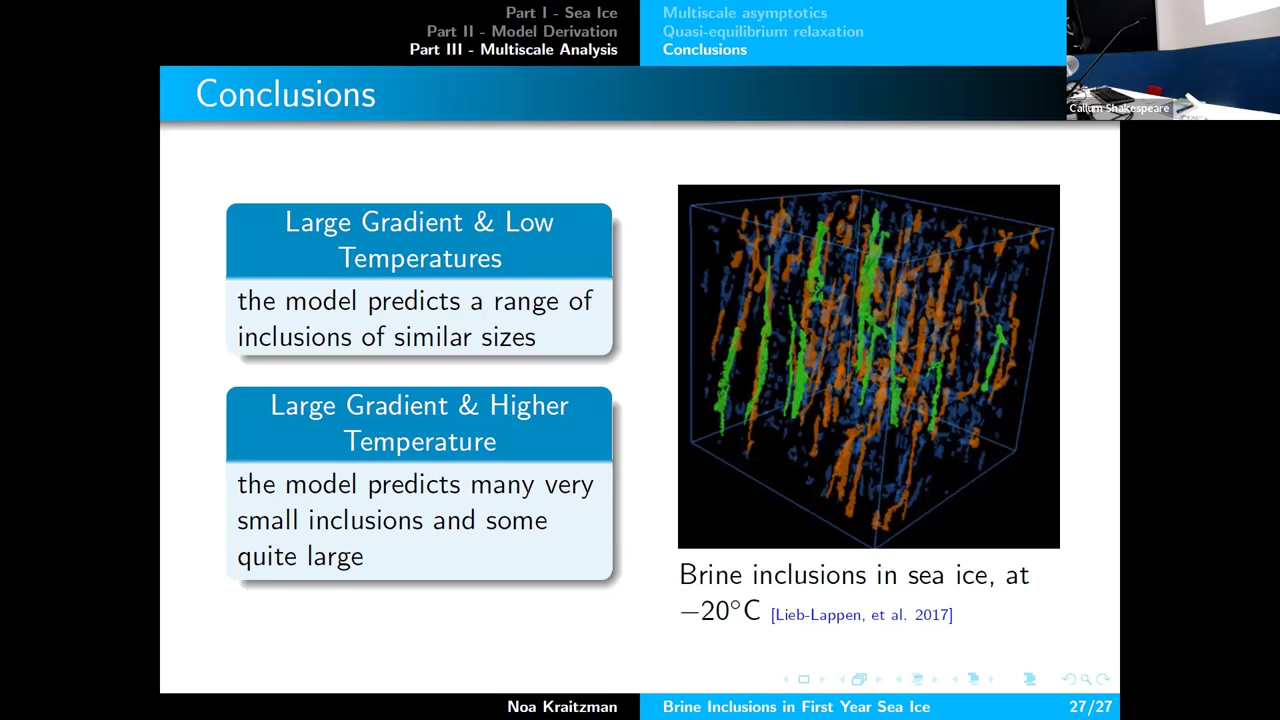 Part I - Sea Ice
Part II - Model Derivation
Part III - Multiscale Analysis
Multiscale asymptotics
Quasi-equilibrium relaxation
Conclusions
Callum Shakespeare
Conclusions
Large Gradient & Low
Temperatures
the model predicts a range of
inclusions of similar sizes
Large Gradient & Higher
Temperature
the model predicts many very
small inclusions and some
quite large
Brine inclusions in sea ice, at
−20°C [Lieb-Lappen, et al. 2017]
Noa Kraitzman
Brine Inclusions in First Year Sea Ice
27/27